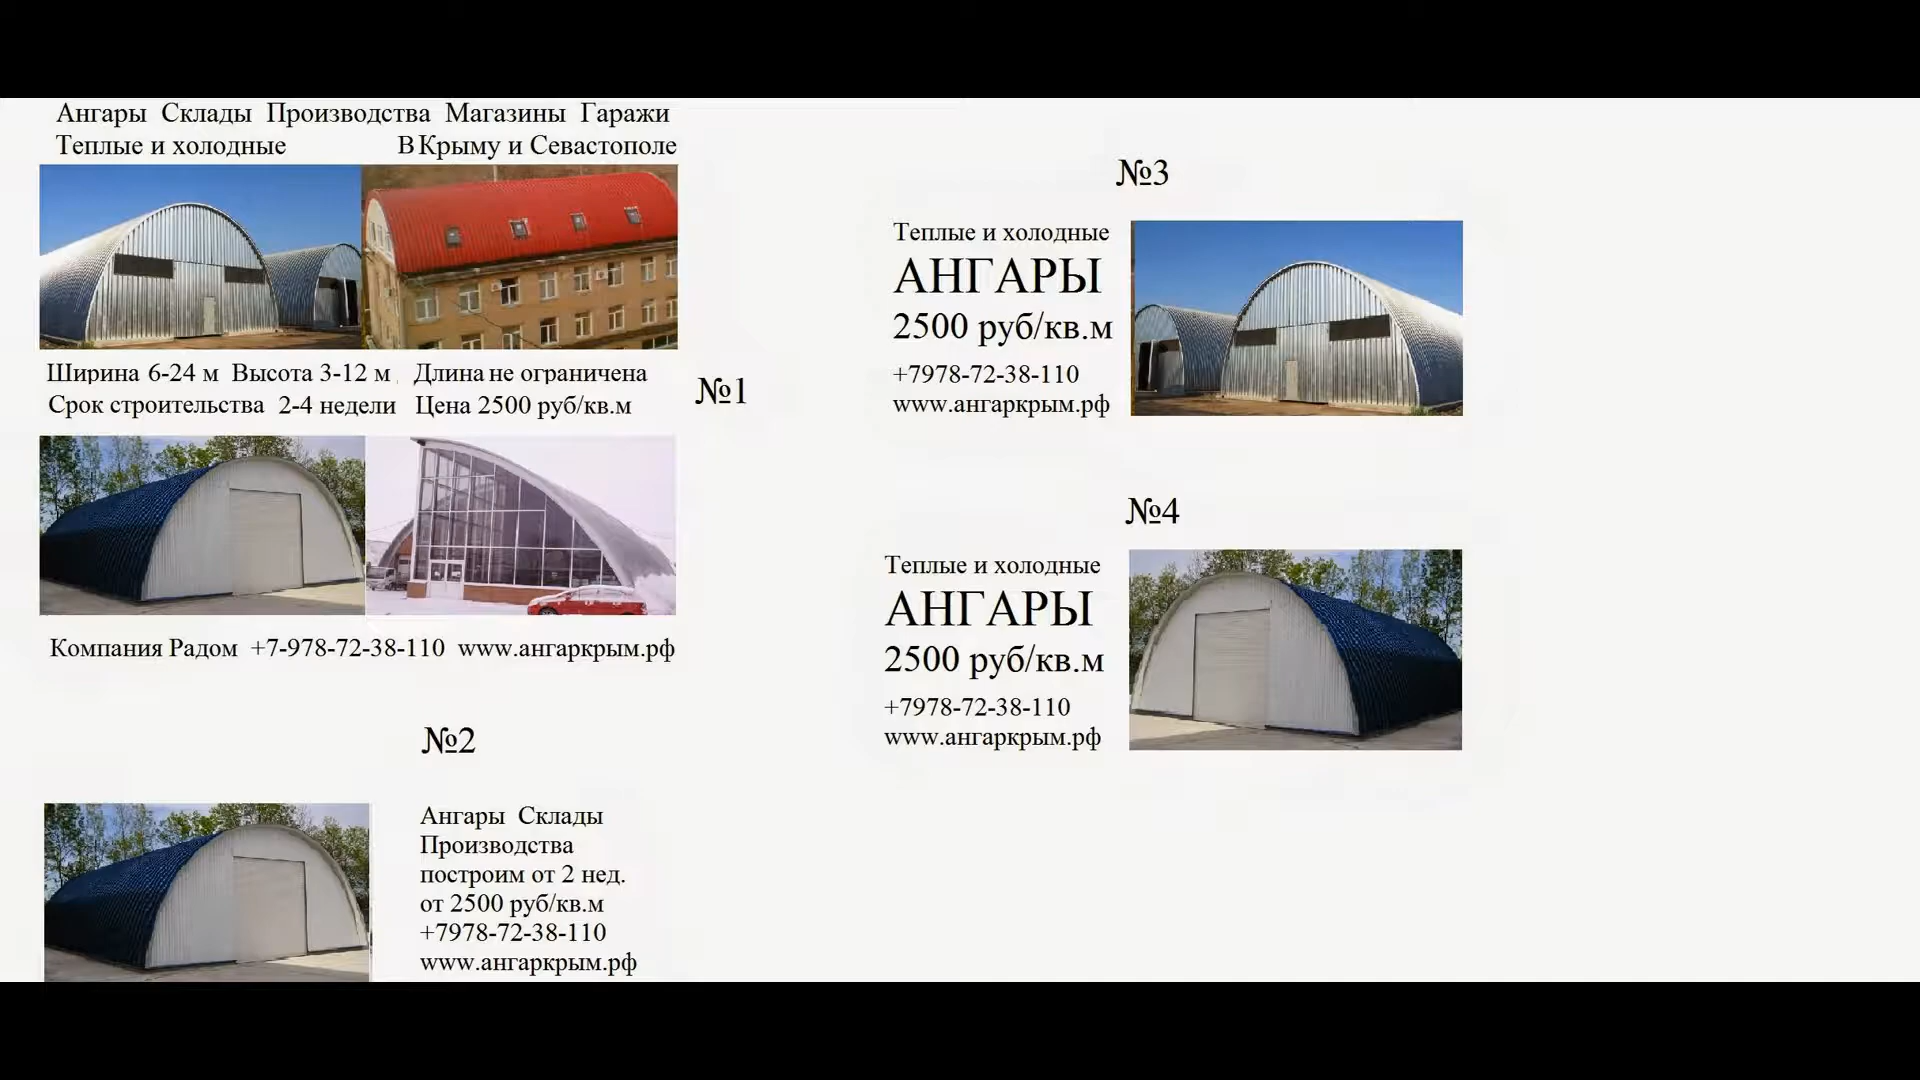 Ангары Склады Производства Магазины Гаражи
Теплые и холодные В Крыму и Севастополе
Ширина 6-24 м Высота 3-12 м Длина не ограничена
Срок строительства 2-4 недели Цена 2500 руб/кв.м
№1
Компания Радом +7-978-72-38-110 www.ангаркрым.рф
№2
Ангары Склады
Производства
построим от 2 нед.
от 2500 руб/кв.м
+7978-72-38-110
www.ангаркрым.рф
№3
Теплые и холодные
АНГАРЫ
2500 руб/кв.м
+7978-72-38-110
www.ангаркрым.рф
№4
Теплые и холодные
АНГАРЫ
2500 руб/кв.м
+7978-72-38-110
www.ангаркрым.рф